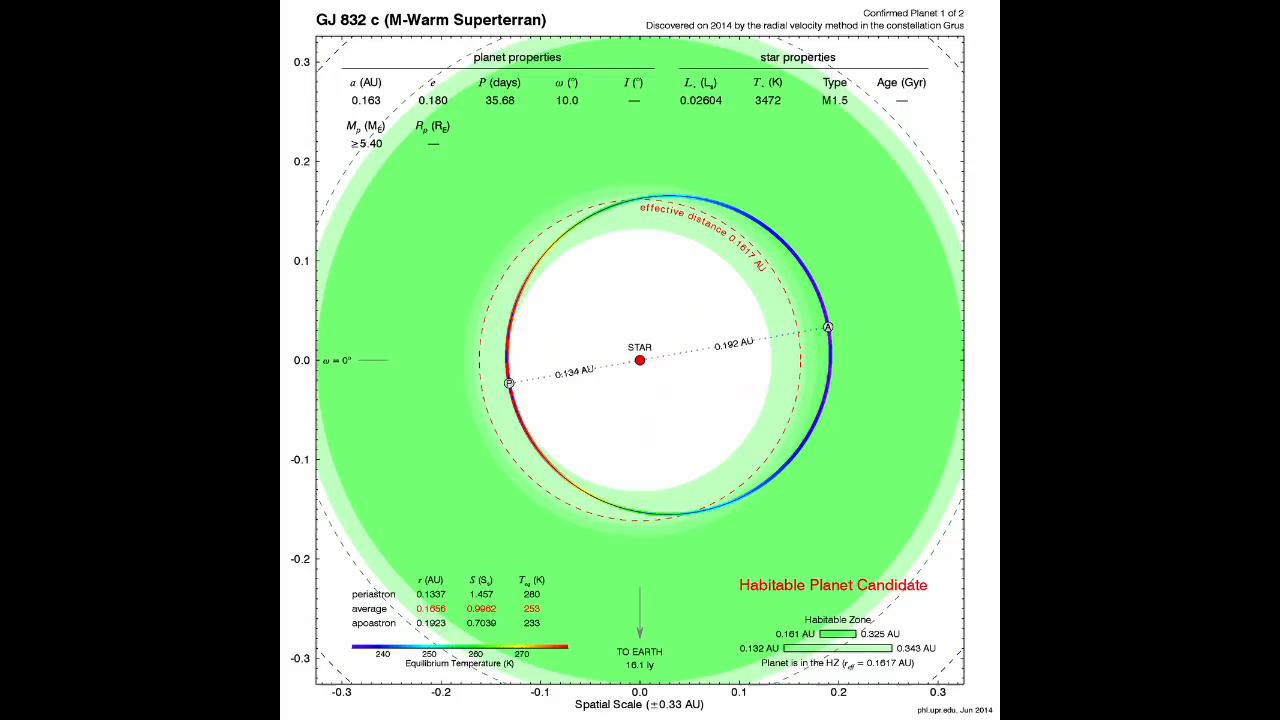 GJ 832 c (M-Warm Superterran)
Confirmed Planet 1 of 2
Discovered on 2014 by the radial velocity method in the constellation Grus
planet properties
star properties
a (AU) e P (days) ω (°) I (°) L* (Ls) T* (K) Type Age (Gyr)
0.163 0.180 35.68 10.0 — 0.02604 3472 M1.5 —
Mp (ME) Rp (RE)
≥5.40 —
0.3
0.2
0.1
0.0
-0.1
-0.2
-0.3
effective distance 0.1617 AU
A
STAR
0.192 AU
ω = 0°
0.134 AU
P
r (AU) S (Ss) Teq (K)
periastron 0.1337 1.457 280
average 0.1656 0.9962 253
apoastron 0.1923 0.7039 233
240 250 260 270
Equilibrium Temperature (K)
TO EARTH
16.1 ly
Habitable Planet Candidate
Habitable Zone
0.161 AU 0.325 AU
0.132 AU 0.343 AU
Planet is in the HZ (reff = 0.1617 AU)
-0.3 -0.2 -0.1 0.0 0.1 0.2 0.3
Spatial Scale (±0.33 AU)
phl.upr.edu, Jun 2014